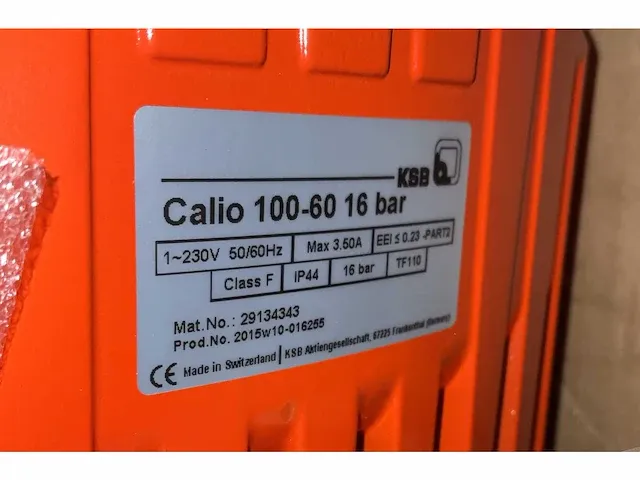 KSB
Calio 100-60 16 bar
1~230V 50/60Hz Max 3.50A EEI ≤ 0.23 -PART2
Class F IP44 16 bar TF110
Mat.No.: 29134343
Prod.No. 2015w10-016255
CE Made in Switzerland | KSB Aktiengesellschaft, 67225 Frankenthal (Germany)